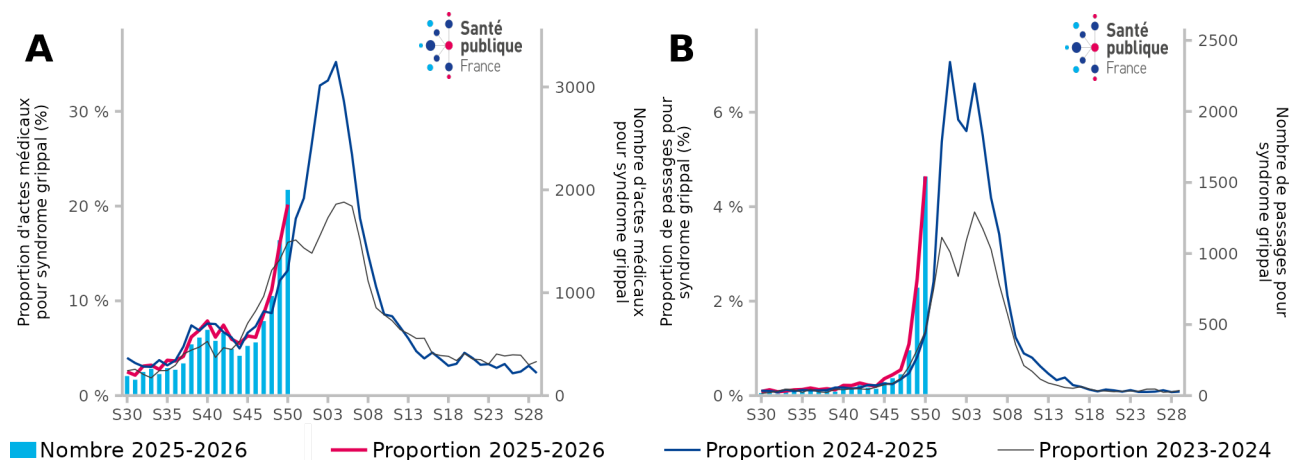 A
Santé
publique
France
Proportion d'actes médicaux
pour syndrome grippal (%)
30 %
20 %
10 %
0 %
3000
2000
1000
0
Nombre d'actes médicaux
pour syndrome grippal
S30 S35 S40 S45 S50 S03 S08 S13 S18 S23 S28
B
Santé
publique
France
Proportion de passages pour
syndrome grippal (%)
6 %
4 %
2 %
0 %
2500
2000
1500
1000
500
0
Nombre de passages pour
syndrome grippal
S30 S35 S40 S45 S50 S03 S08 S13 S18 S23 S28
Nombre 2025-2026 Proportion 2025-2026 Proportion 2024-2025 Proportion 2023-2024